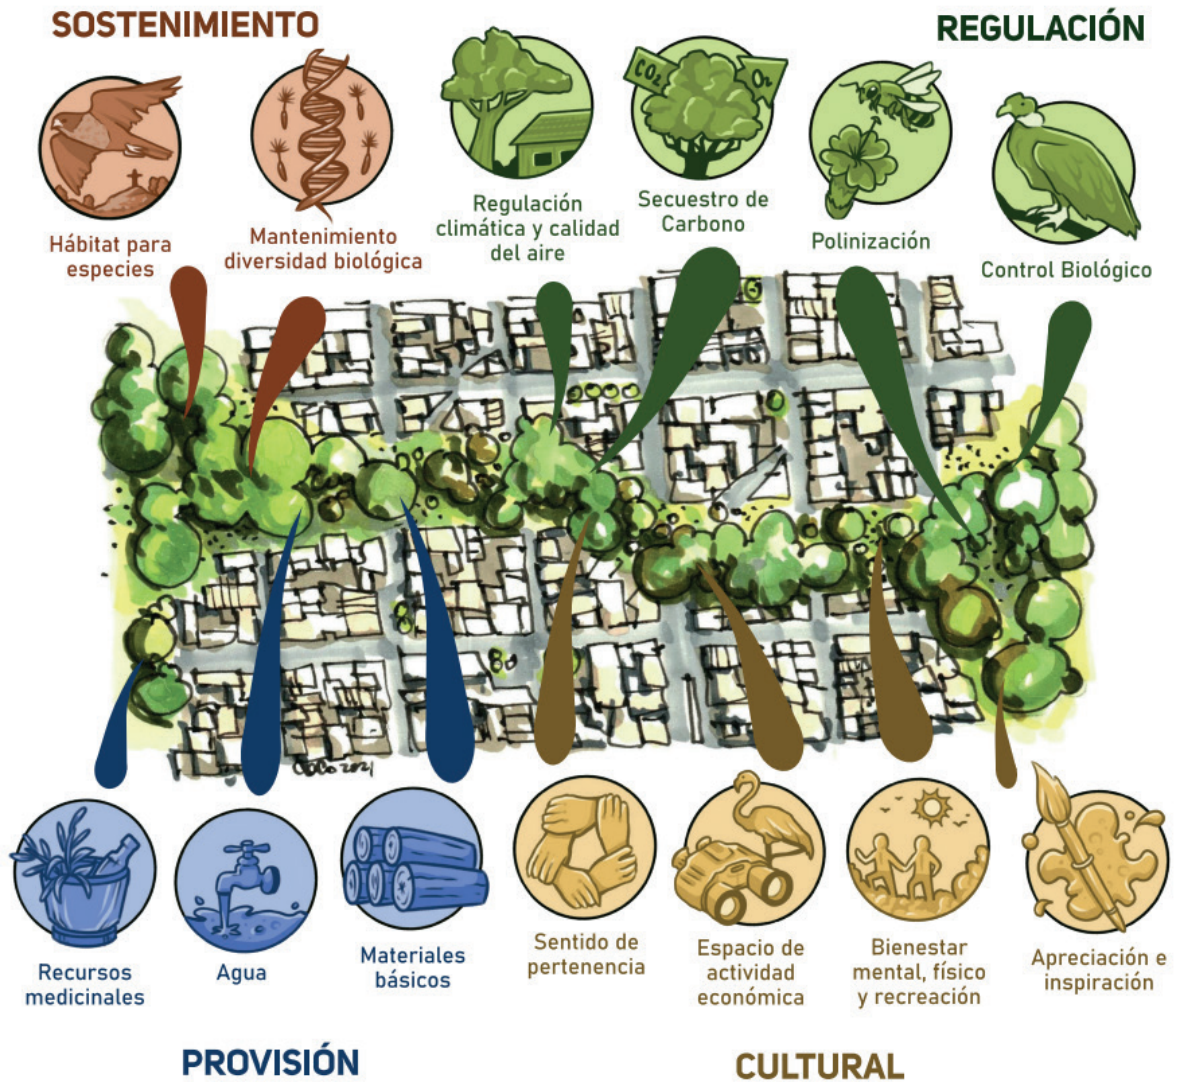 SOSTENIMIENTO
REGULACIÓN
CO2
O2
Hábitat para
especies
Mantenimiento
diversidad biológica
Regulación
climática y calidad
del aire
Secuestro de
Carbono
Polinización
Control Biológico
CoCo 2021
Recursos
medicinales
Agua
Materiales
básicos
Sentido de
pertenencia
Espacio de
actividad
económica
Bienestar
mental, físico
y recreación
Apreciación e
inspiración
PROVISIÓN
CULTURAL